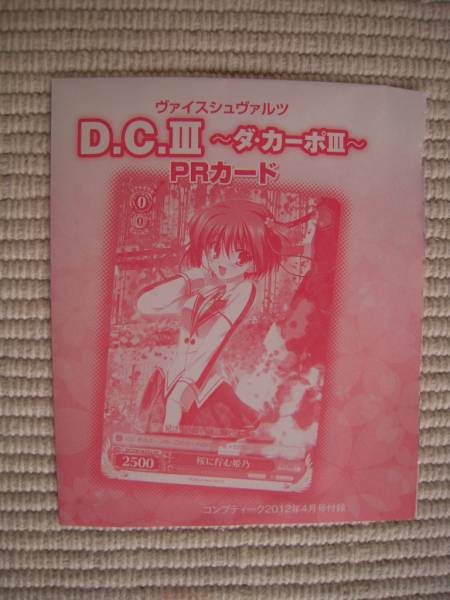 ヴァイスシュヴァルツ
D.C.Ⅲ ～ダ・カーポⅢ～
PRカード
0
0
2500 桜に佇む姫乃
コンプティーク2012年4月号付録